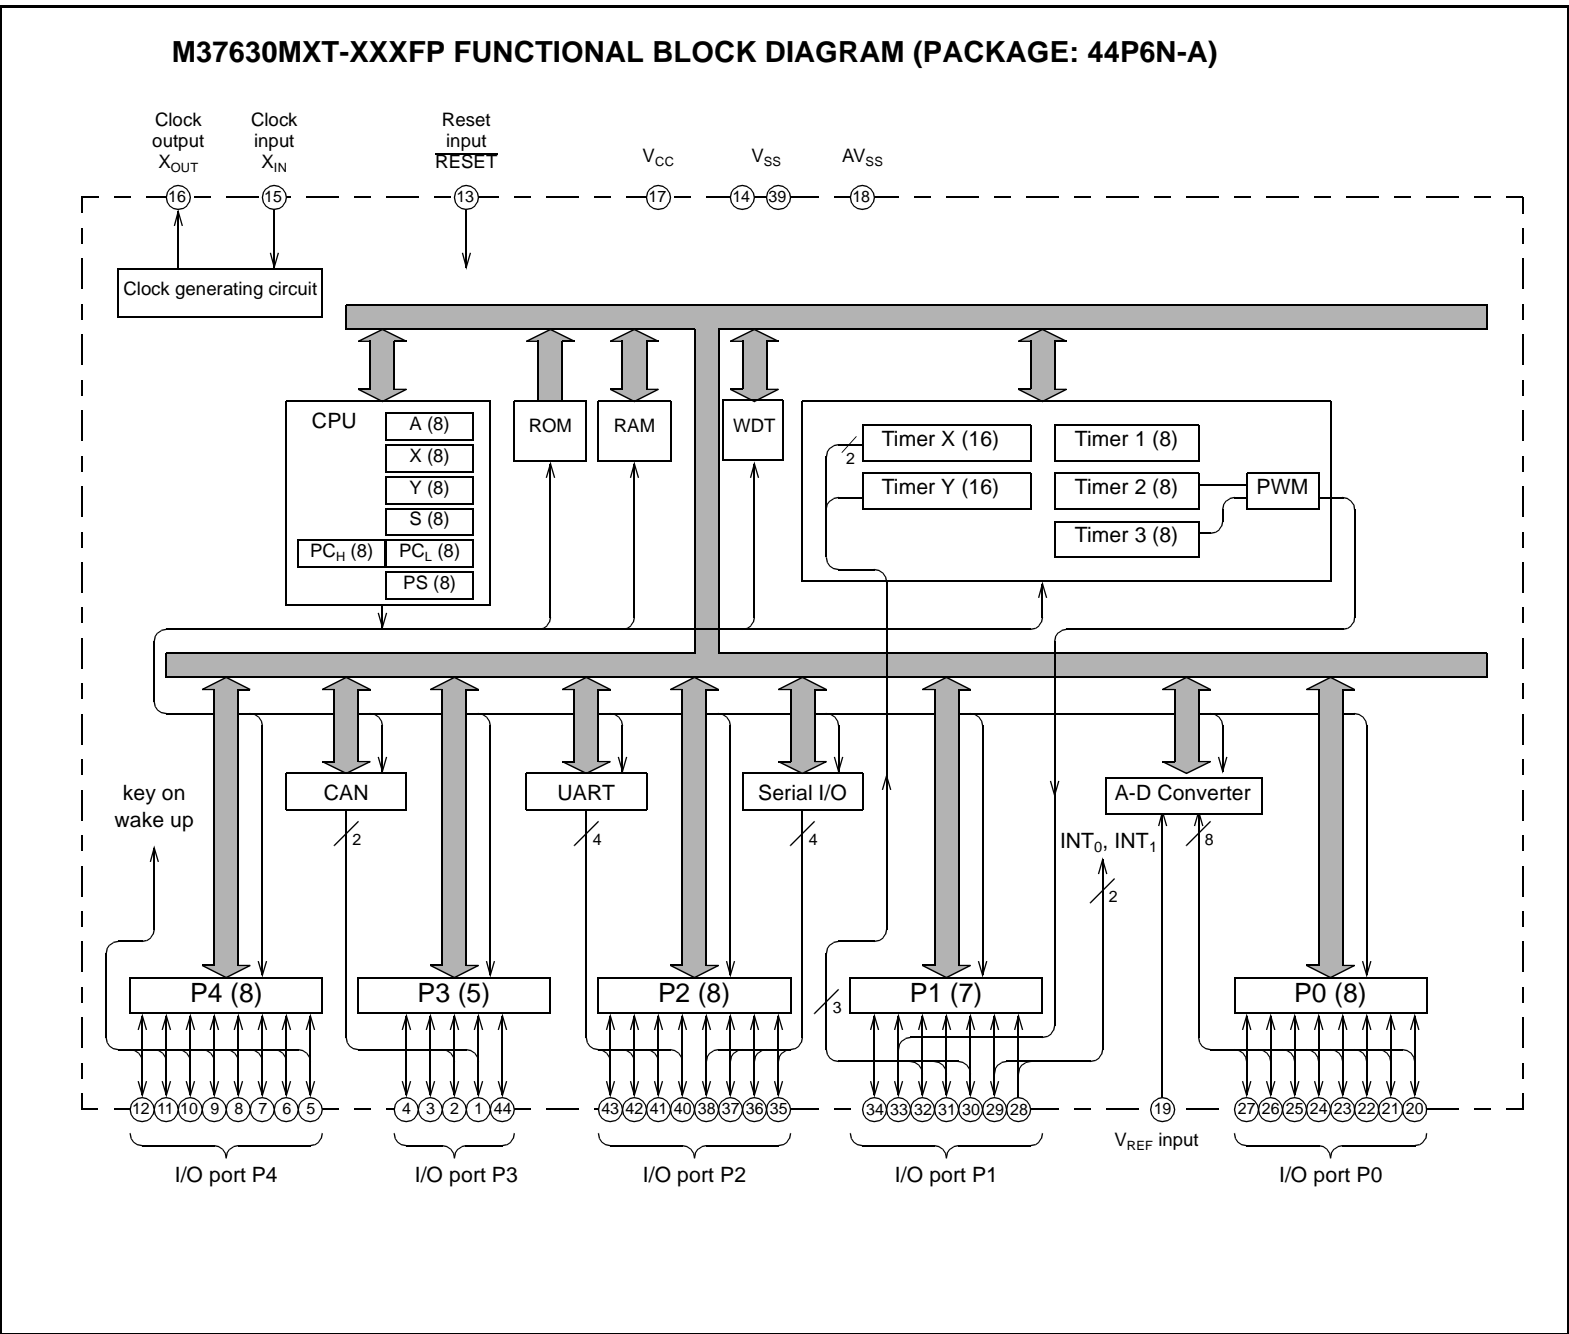 M37630MXT-XXXFP FUNCTIONAL BLOCK DIAGRAM (PACKAGE: 44P6N-A)
Clock output XOUT
Clock input XIN
Reset input RESET
VCC
VSS
AVSS
16
15
13
17
14
39
18
Clock generating circuit
CPU
A (8)
X (8)
Y (8)
S (8)
PCH (8)
PCL (8)
PS (8)
ROM
RAM
WDT
Timer X (16)
Timer Y (16)
2
Timer 1 (8)
Timer 2 (8)
Timer 3 (8)
PWM
key on wake up
CAN
2
UART
4
Serial I/O
4
A-D Converter
8
INT0, INT1
2
3
P4 (8)
P3 (5)
P2 (8)
P1 (7)
P0 (8)
12 11 10 9 8 7 6 5
4 3 2 1 44
43 42 41 40 38 37 36 35
34 33 32 31 30 29 28
19
27 26 25 24 23 22 21 20
VREF input
I/O port P4
I/O port P3
I/O port P2
I/O port P1
I/O port P0